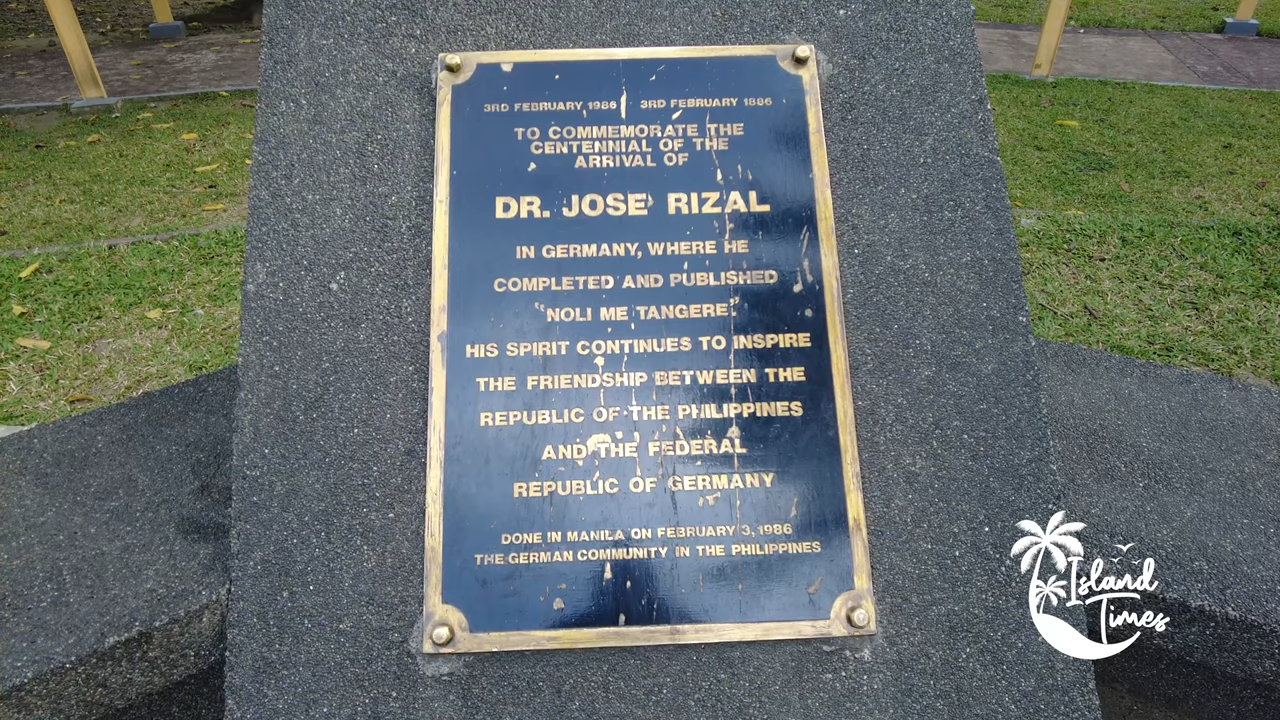 3RD FEBRUARY, 1986 3RD FEBRUARY 1886
TO COMMEMORATE THE
CENTENNIAL OF THE
ARRIVAL OF
DR. JOSE' RIZAL
IN GERMANY, WHERE HE
COMPLETED AND PUBLISHED
"NOLI ME TANGERE".
HIS SPIRIT CONTINUES TO INSPIRE
THE FRIENDSHIP BETWEEN THE
REPUBLIC OF THE PHILIPPINES
AND THE FEDERAL
REPUBLIC OF GERMANY
DONE IN MANILA ON FEBRUARY 3, 1986
THE GERMAN COMMUNITY IN THE PHILIPPINES
Island
Times